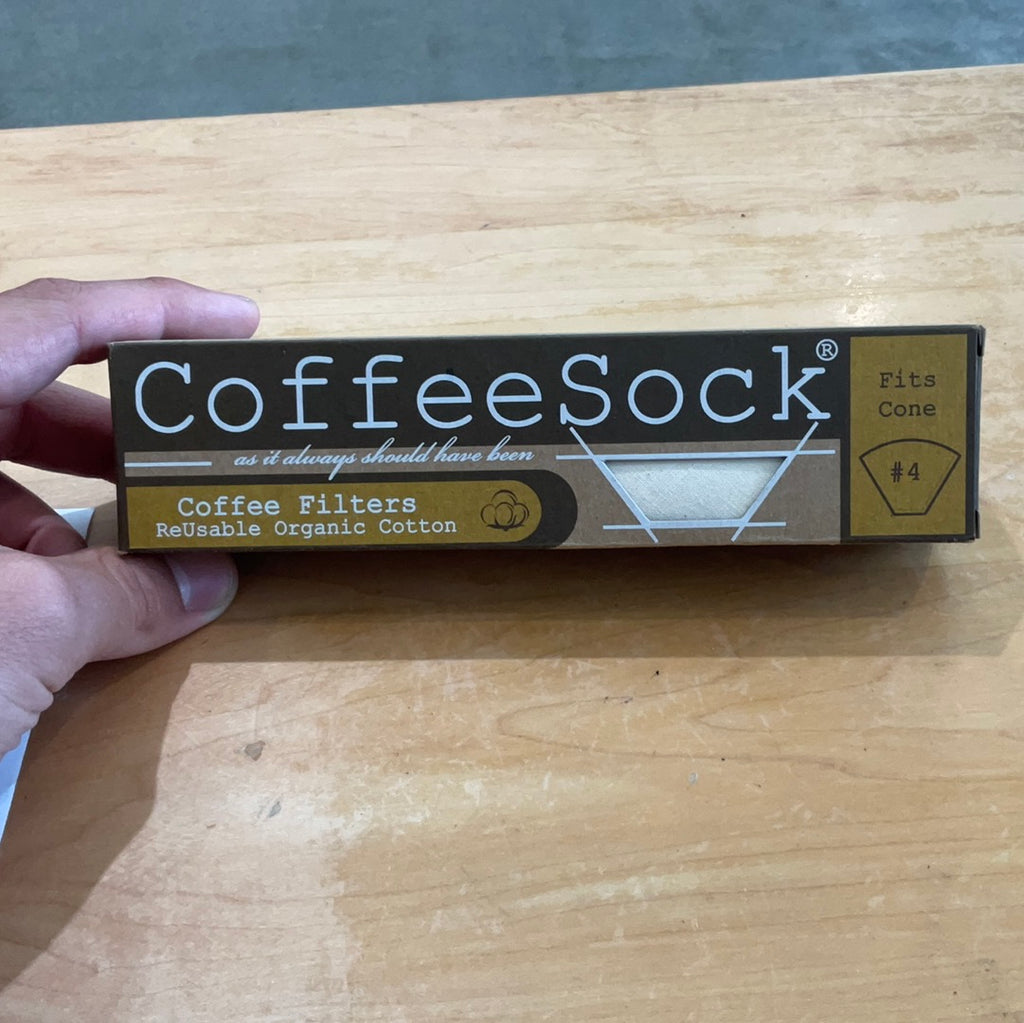 CoffeeSock®
as it always should have been
Coffee Filters
ReUsable Organic Cotton
Fits
Cone
#4